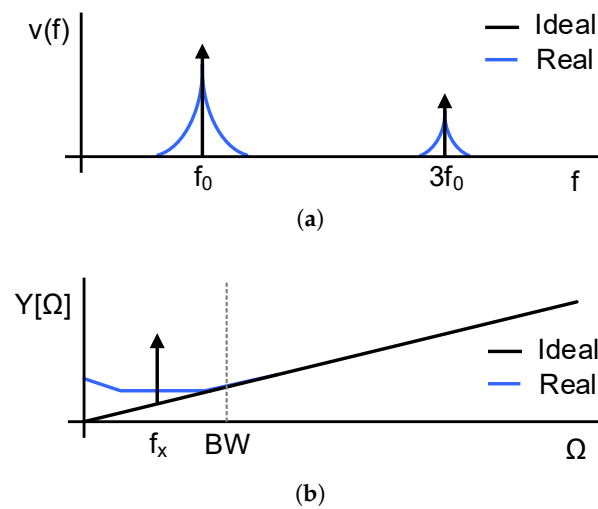 v(f)
Ideal
Real
f₀
3f₀
f
(a)
Y[Ω]
Ideal
Real
fₓ
BW
Ω
(b)